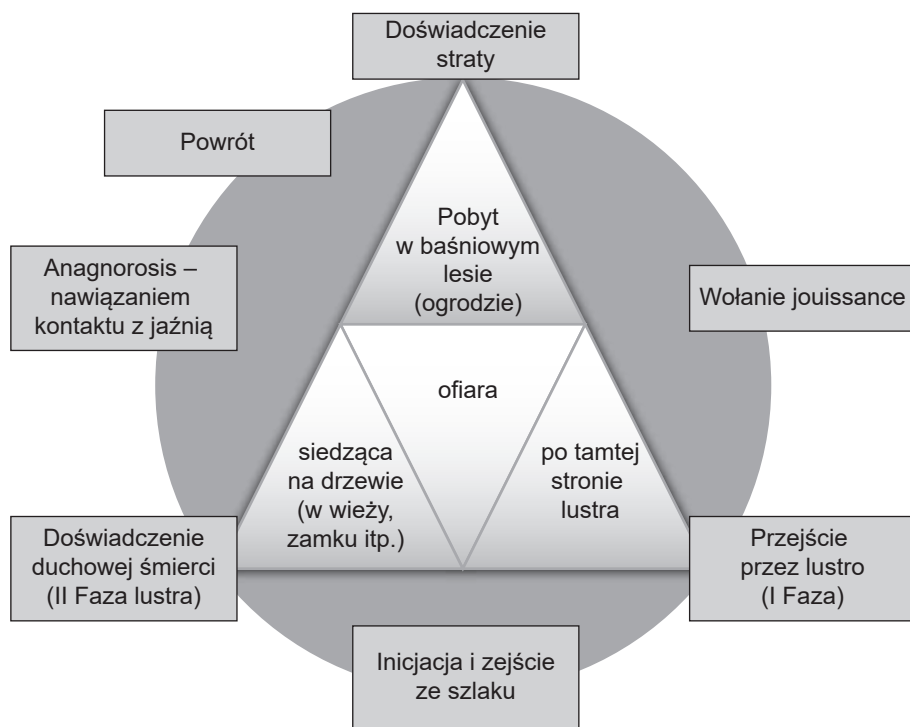 Doświadczenie
straty
Powrót
Pobyt
w baśniowym
lesie
(ogrodzie)
Anagnorosis –
nawiązaniem
kontaktu z jaźnią
Wołanie jouissance
ofiara
siedząca
na drzewie
(w wieży,
zamku itp.)
po tamtej
stronie
lustra
Doświadczenie
duchowej śmierci
(II Faza lustra)
Przejście
przez lustro
(I Faza)
Inicjacja i zejście
ze szlaku